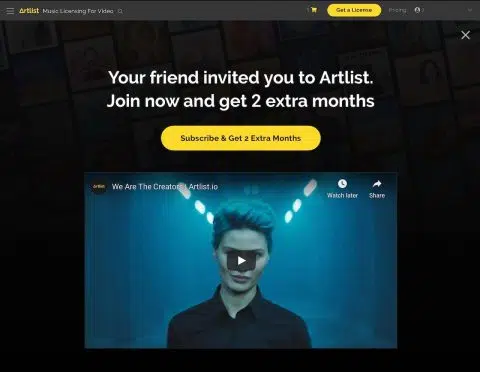 Artlist Music Licensing For Video
Get a License
Pricing
Your friend invited you to Artlist.
Join now and get 2 extra months
Subscribe & Get 2 Extra Months
Artlist
We Are The Creators | Artlist.io
Watch later
Share